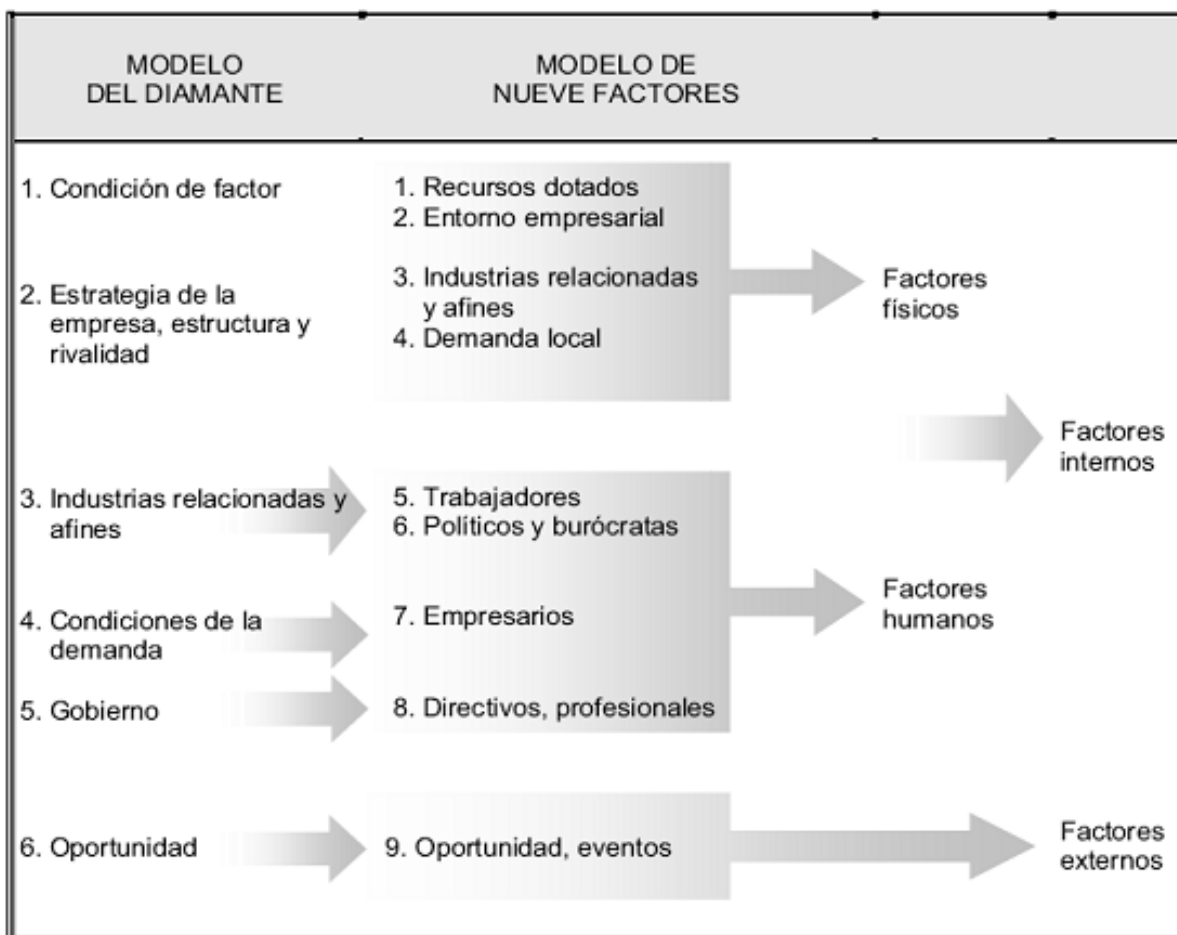 MODELO
DEL DIAMANTE
MODELO DE
NUEVE FACTORES
1. Condición de factor
2. Estrategia de la
empresa, estructura y
rivalidad
3. Industrias relacionadas y
afines
4. Condiciones de la
demanda
5. Gobierno
6. Oportunidad
1. Recursos dotados
2. Entorno empresarial
3. Industrias relacionadas
y afines
4. Demanda local
5. Trabajadores
6. Políticos y burócratas
7. Empresarios
8. Directivos, profesionales
9. Oportunidad, eventos
Factores
físicos
Factores
humanos
Factores
internos
Factores
externos